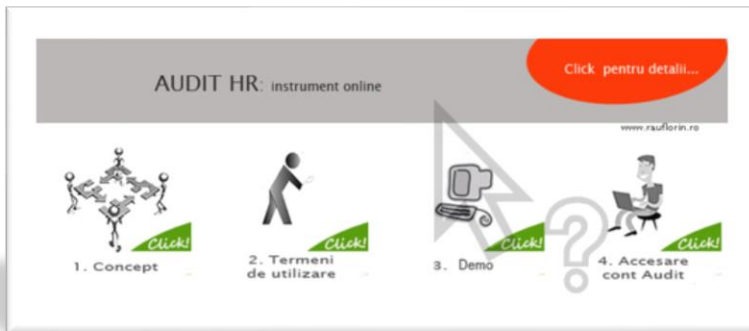 Click pentru detalii...
AUDIT HR: instrument online
www.rauflorin.ro
Click!
Click!
Click!
Click!
1. Concept
2. Termeni
de utilizare
3. Demo
4. Accesare
cont Audit
?